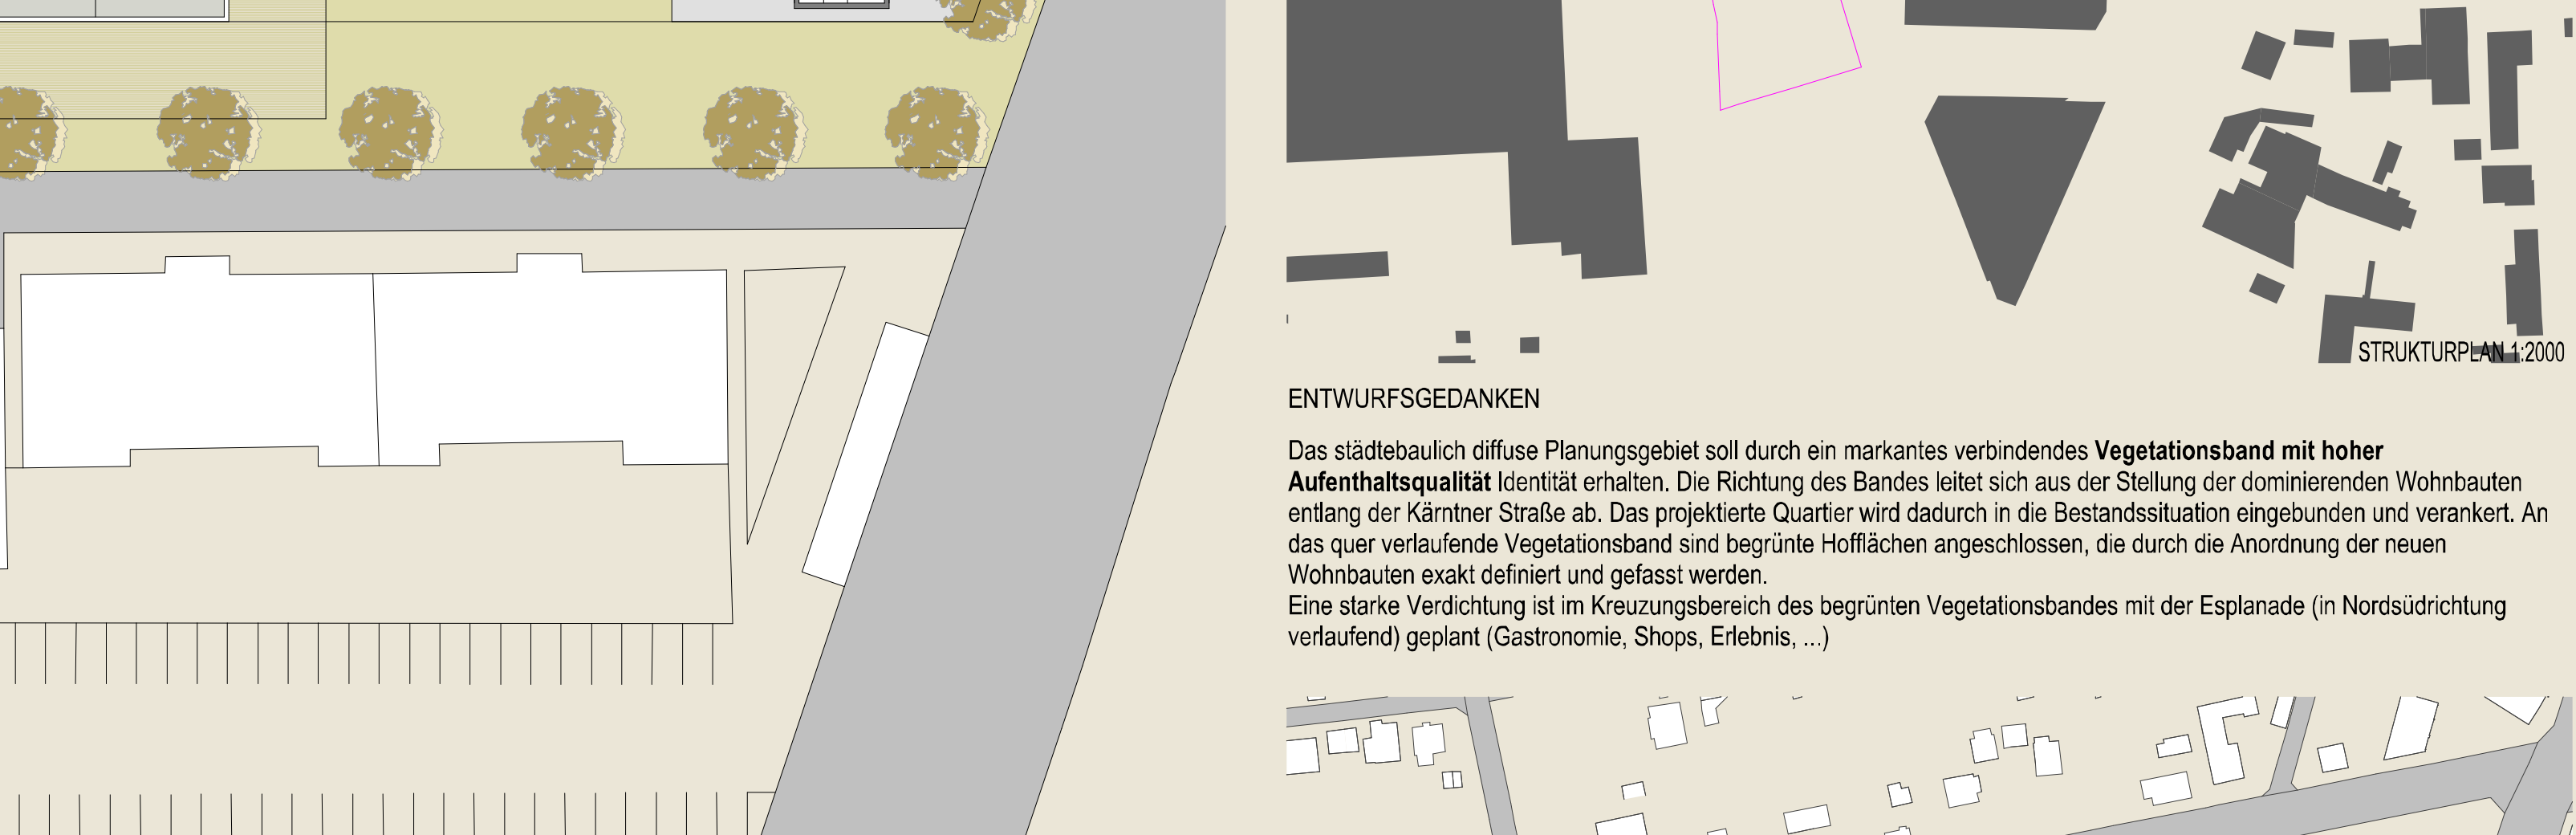 STRUKTURPLAN 1:2000
ENTWURFSGEDANKEN
Das städtebaulich diffuse Planungsgebiet soll durch ein markantes verbindendes Vegetationsband mit hoher
Aufenthaltsqualität Identität erhalten. Die Richtung des Bandes leitet sich aus der Stellung der dominierenden Wohnbauten
entlang der Kärntner Straße ab. Das projektierte Quartier wird dadurch in die Bestandssituation eingebunden und verankert. An
das quer verlaufende Vegetationsband sind begrünte Hofflächen angeschlossen, die durch die Anordnung der neuen
Wohnbauten exakt definiert und gefasst werden.
Eine starke Verdichtung ist im Kreuzungsbereich des begrünten Vegetationsbandes mit der Esplanade (in Nordsüdrichtung
verlaufend) geplant (Gastronomie, Shops, Erlebnis, ...)